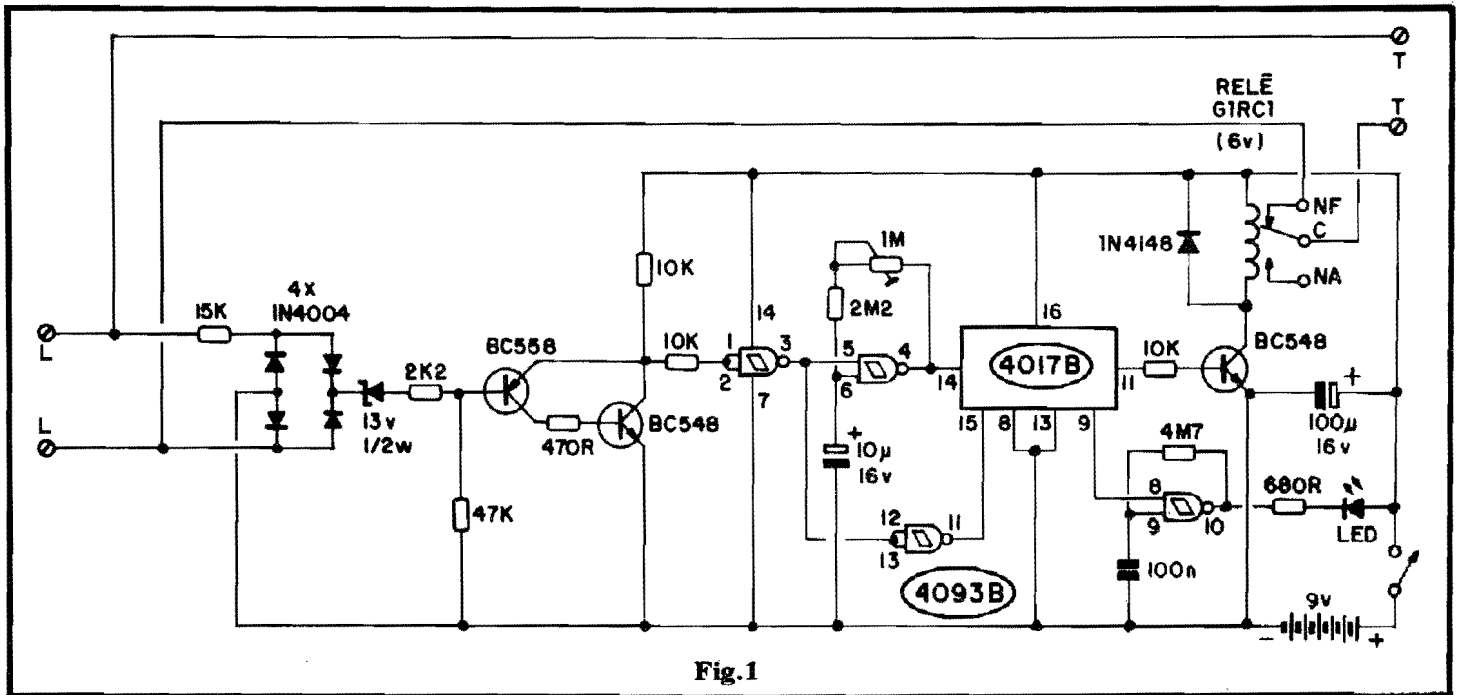 T
RELĒ
G1RC1
(6v)
T
NF
C
NA
1N4148
1M
10K
2M2
4x
1N4004
15K
L
L
14
16
10K
1
2
3
7
5
6
4
14
4017B
11
10K
BC548
BC558
2K2
470R
BC548
13v
1/2w
47K
+
10µ
16v
15
8
13
9
12
13
11
4093B
4M7
8
9
10
100n
680R
LED
+
100µ
16v
9v
-
+
Fig.1